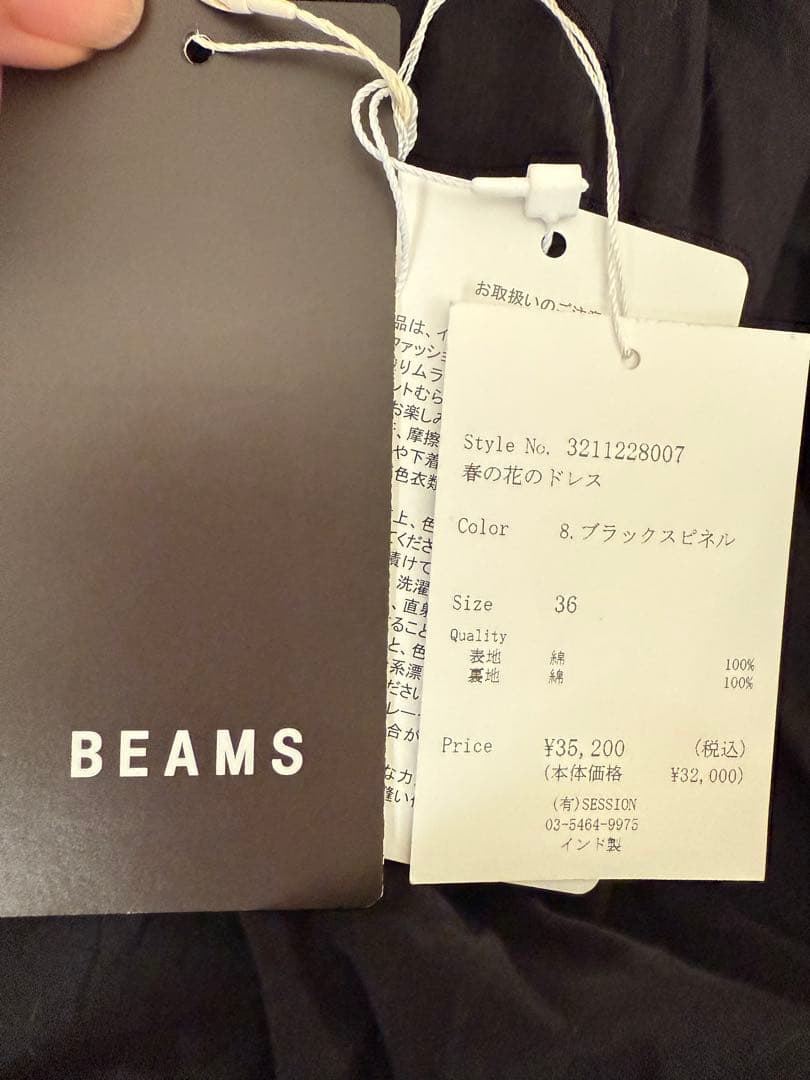 BEAMS
お取扱いのご注意
品は、イ
ファッショ
りムラ
ントむら
お楽しみ
、摩擦
や下着
色衣類
上、色
てくださ
漬けて
洗濯
、直射
ること
と、色
系漂
ださい
レー
合が
なカ
縫い
Style No. 3211228007
春の花のドレス
Color 8.ブラックスピネル
Size 36
Quality
表地 綿 100%
裏地 綿 100%
Price ¥35,200 (税込)
(本体価格 ¥32,000)
(有)SESSION
03-5464-9975
インド製